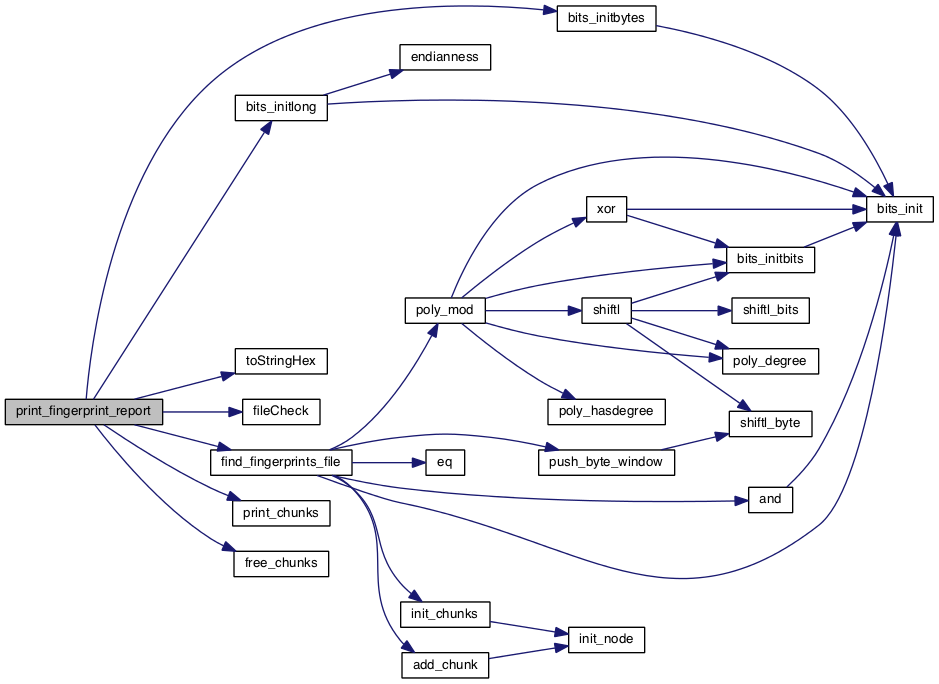 bits_initbytes
endianness
bits_initlong
xor
bits_init
bits_initbits
poly_mod
shiftl
shiftl_bits
toStringHex
poly_degree
print_fingerprint_report
fileCheck
poly_hasdegree
shiftl_byte
find_fingerprints_file
eq
push_byte_window
and
print_chunks
free_chunks
init_chunks
init_node
add_chunk